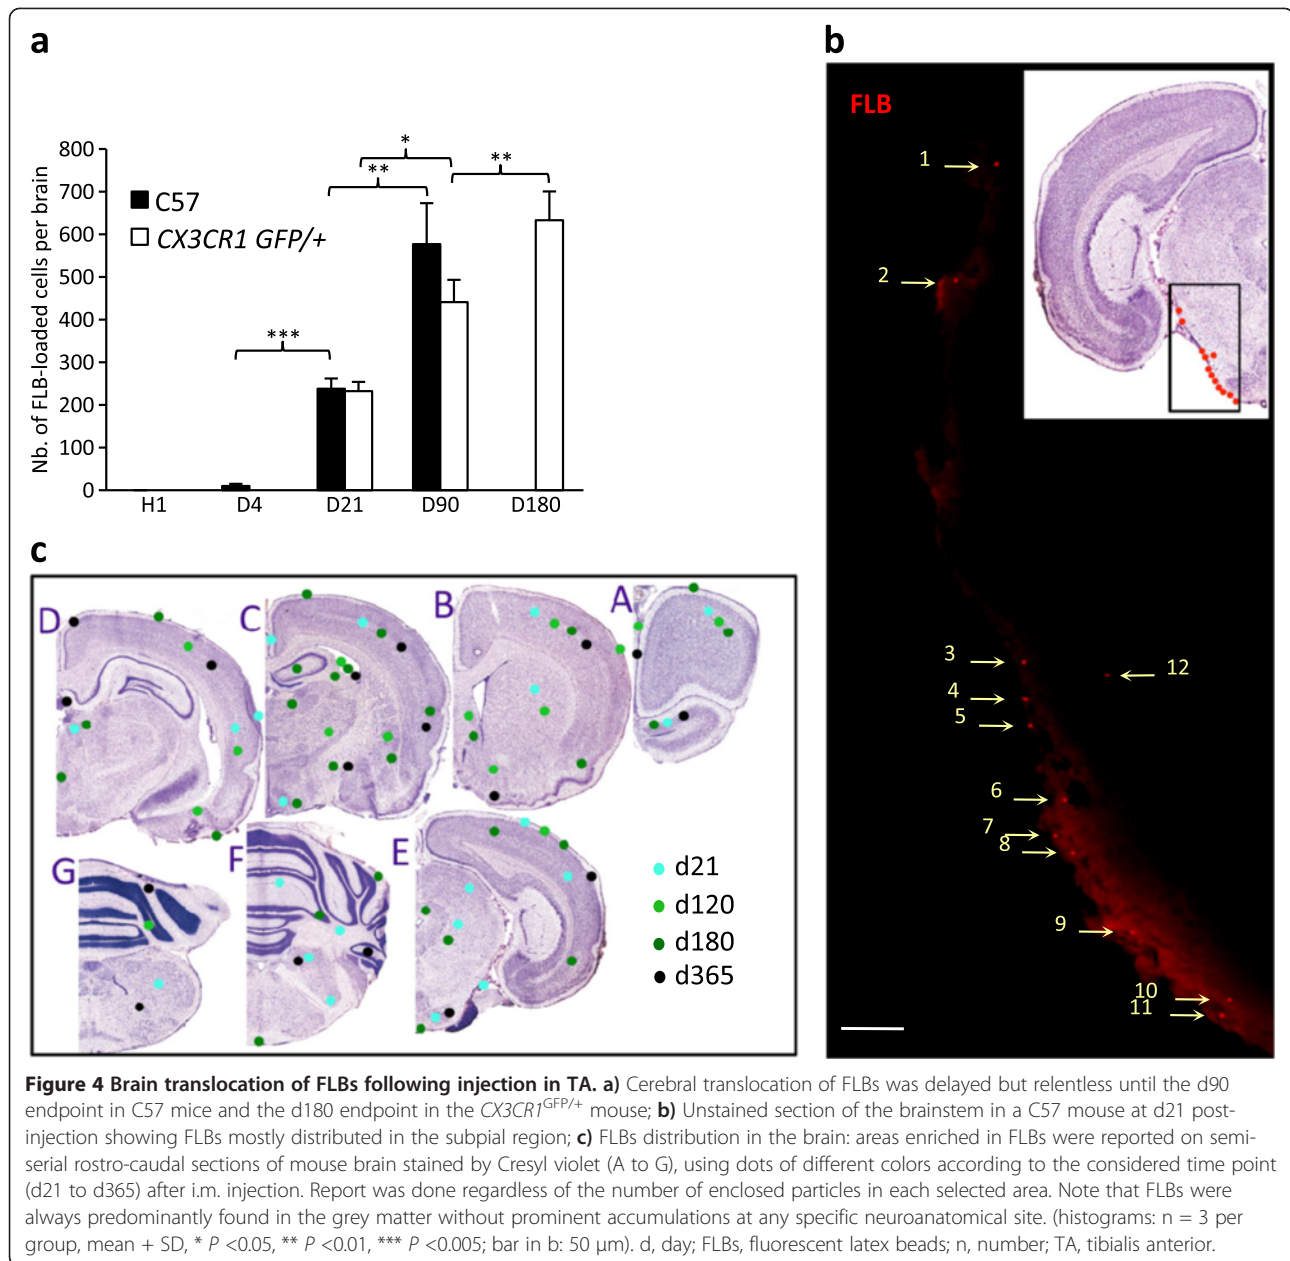 a
b
Nb. of FLB-loaded cells per brain
800
700
600
500
400
300
200
100
0
C57
CX3CR1 GFP/+
***
**
*
**
H1 D4 D21 D90 D180
FLB
1
2
3
4
5
6
7
8
9
10
11
12
c
D C B A
G F E
d21
d120
d180
d365
Figure 4 Brain translocation of FLBs following injection in TA. a) Cerebral translocation of FLBs was delayed but relentless until the d90
endpoint in C57 mice and the d180 endpoint in the CX3CR1GFP/+ mouse; b) Unstained section of the brainstem in a C57 mouse at d21 post-
injection showing FLBs mostly distributed in the subpial region; c) FLBs distribution in the brain: areas enriched in FLBs were reported on semi-
serial rostro-caudal sections of mouse brain stained by Cresyl violet (A to G), using dots of different colors according to the considered time point
(d21 to d365) after i.m. injection. Report was done regardless of the number of enclosed particles in each selected area. Note that FLBs were
always predominantly found in the grey matter without prominent accumulations at any specific neuroanatomical site. (histograms: n = 3 per
group, mean + SD, * P <0.05, ** P <0.01, *** P <0.005; bar in b: 50 μm). d, day; FLBs, fluorescent latex beads; n, number; TA, tibialis anterior.